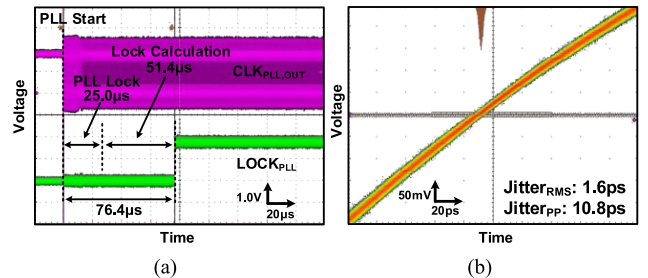 PLL Start
Lock Calculation
51.4µs
CLKPLL,OUT
PLL Lock
25.0µs
LOCKPLL
1.0V
20µs
76.4µs
Voltage
Time
(a)
Voltage
50mV
20ps
JitterRMS: 1.6ps
JitterPP: 10.8ps
Time
(b)